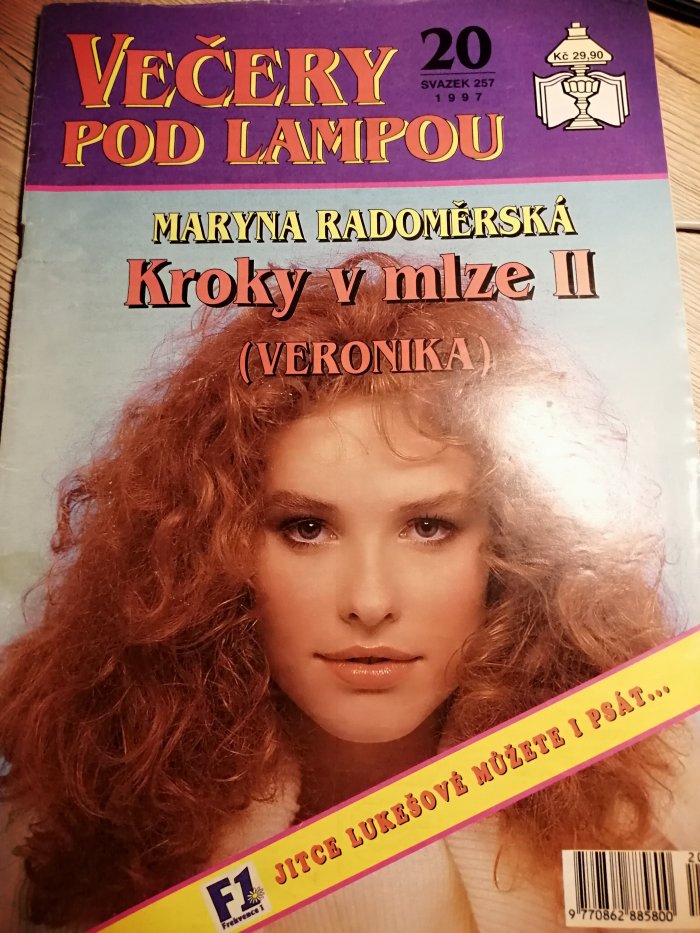 VEČERY
POD LAMPOU
20
SVAZEK 257
1997
Kč 29,90
MARYNA RADOMĚRSKÁ
Kroky v mlze II
(VERONIKA)
JITCE LUKEŠOVÉ MŮŽETE I PSÁT...
F1
Frekvence 1
20
9 770862 885800